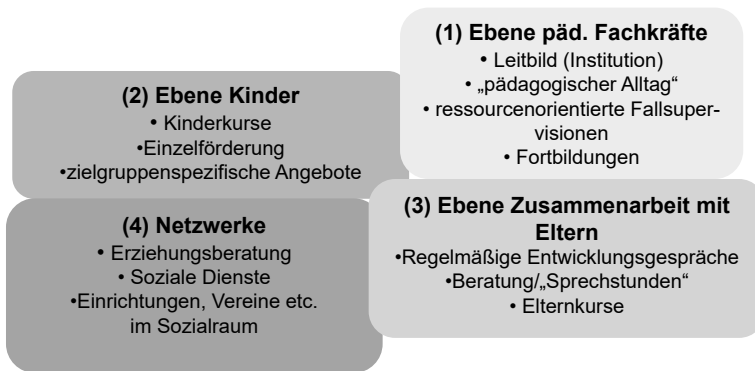 (1) Ebene päd. Fachkräfte
• Leitbild (Institution)
• „pädagogischer Alltag“
• ressourcenorientierte Fallsuper-
visionen
• Fortbildungen
(2) Ebene Kinder
• Kinderkurse
• Einzelförderung
•zielgruppenspezifische Angebote
(3) Ebene Zusammenarbeit mit
Eltern
•Regelmäßige Entwicklungsgespräche
•Beratung/„Sprechstunden“
• Elternkurse
(4) Netzwerke
• Erziehungsberatung
• Soziale Dienste
•Einrichtungen, Vereine etc.
im Sozialraum